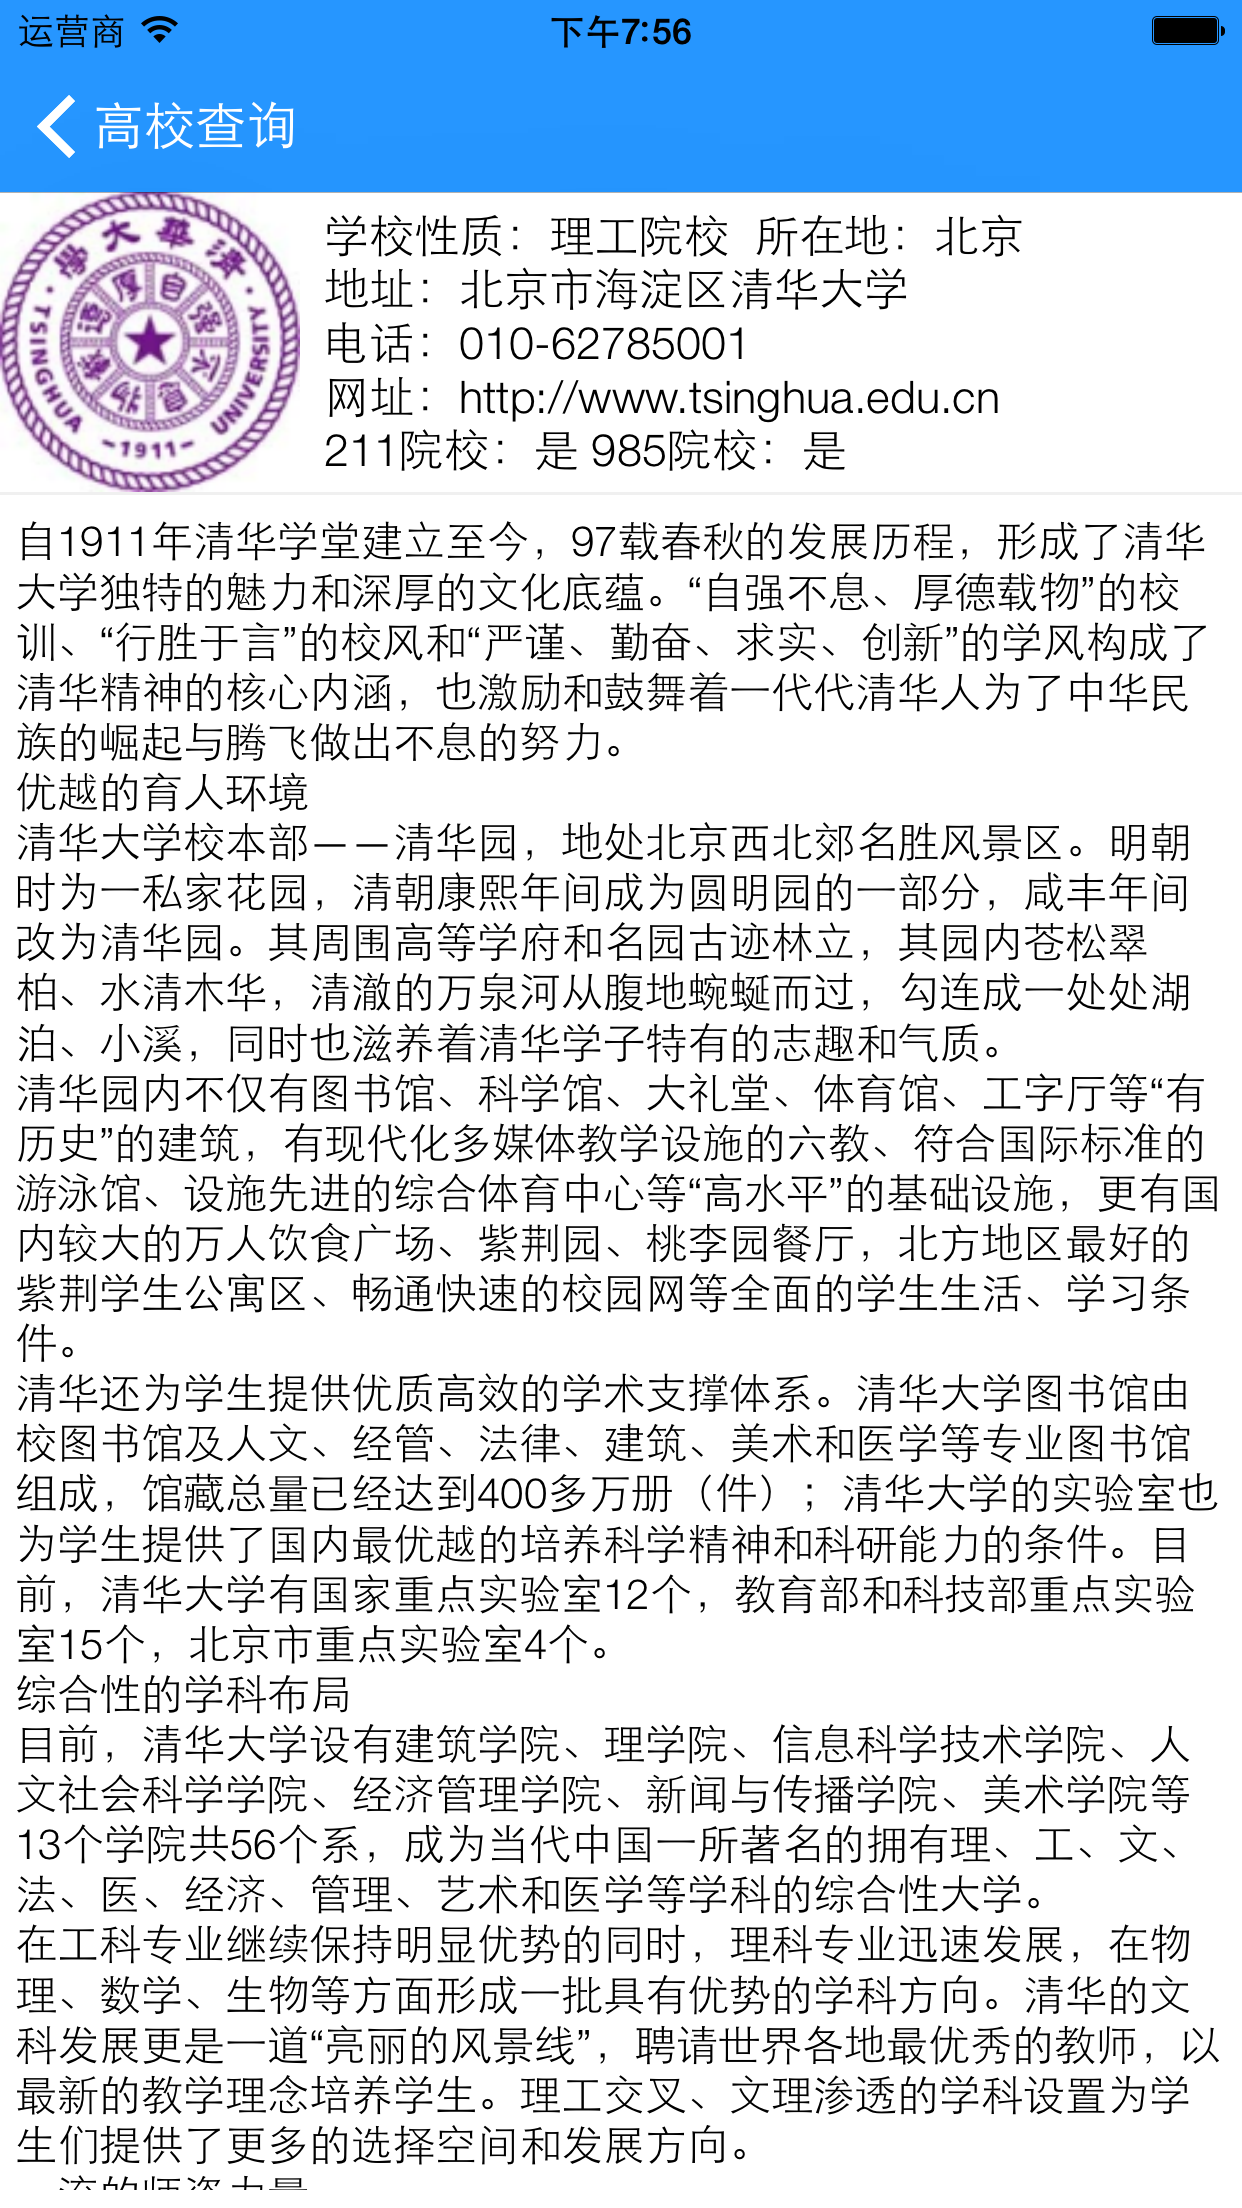 运营商
下午7:56
高校查询
學大華清
TSINGHUA UNIVERSITY
自强不息
厚德载物
-1911-
学校性质：理工院校 所在地：北京
地址：北京市海淀区清华大学
电话：010-62785001
网址：http://www.tsinghua.edu.cn
211院校：是 985院校：是
自1911年清华学堂建立至今，97载春秋的发展历程，形成了清华
大学独特的魅力和深厚的文化底蕴。“自强不息、厚德载物”的校
训、“行胜于言”的校风和“严谨、勤奋、求实、创新”的学风构成了
清华精神的核心内涵，也激励和鼓舞着一代代清华人为了中华民
族的崛起与腾飞做出不息的努力。
优越的育人环境
清华大学校本部——清华园，地处北京西北郊名胜风景区。明朝
时为一私家花园，清朝康熙年间成为圆明园的一部分，咸丰年间
改为清华园。其周围高等学府和名园古迹林立，其园内苍松翠
柏、水清木华，清澈的万泉河从腹地蜿蜒而过，勾连成一处处湖
泊、小溪，同时也滋养着清华学子特有的志趣和气质。
清华园内不仅有图书馆、科学馆、大礼堂、体育馆、工字厅等“有
历史”的建筑，有现代化多媒体教学设施的六教、符合国际标准的
游泳馆、设施先进的综合体育中心等“高水平”的基础设施，更有国
内较大的万人饮食广场、紫荆园、桃李园餐厅，北方地区最好的
紫荆学生公寓区、畅通快速的校园网等全面的学生生活、学习条
件。
清华还为学生提供优质高效的学术支撑体系。清华大学图书馆由
校图书馆及人文、经管、法律、建筑、美术和医学等专业图书馆
组成，馆藏总量已经达到400多万册（件）；清华大学的实验室也
为学生提供了国内最优越的培养科学精神和科研能力的条件。目
前，清华大学有国家重点实验室12个，教育部和科技部重点实验
室15个，北京市重点实验室4个。
综合性的学科布局
目前，清华大学设有建筑学院、理学院、信息科学技术学院、人
文社会科学学院、经济管理学院、新闻与传播学院、美术学院等
13个学院共56个系，成为当代中国一所著名的拥有理、工、文、
法、医、经济、管理、艺术和医学等学科的综合性大学。
在工科专业继续保持明显优势的同时，理科专业迅速发展，在物
理、数学、生物等方面形成一批具有优势的学科方向。清华的文
科发展更是一道“亮丽的风景线”，聘请世界各地最优秀的教师，以
最新的教学理念培养学生。理工交叉、文理渗透的学科设置为学
生们提供了更多的选择空间和发展方向。
一流的师资力量